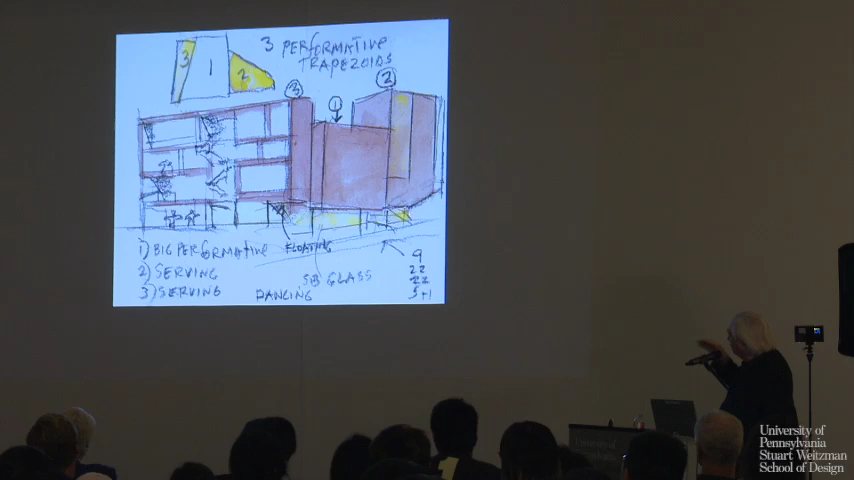 3 PERFORMATIVE
TRAPEZOIDS
3
1
2
3
1
2
1) BIG PERFORMATIVE
FLOATING
2) SERVING
GLASS
3) SERVING
DANCING
9
22
22
5+1
University of
Pennsylvania
Stuart Weitzman
School of Design